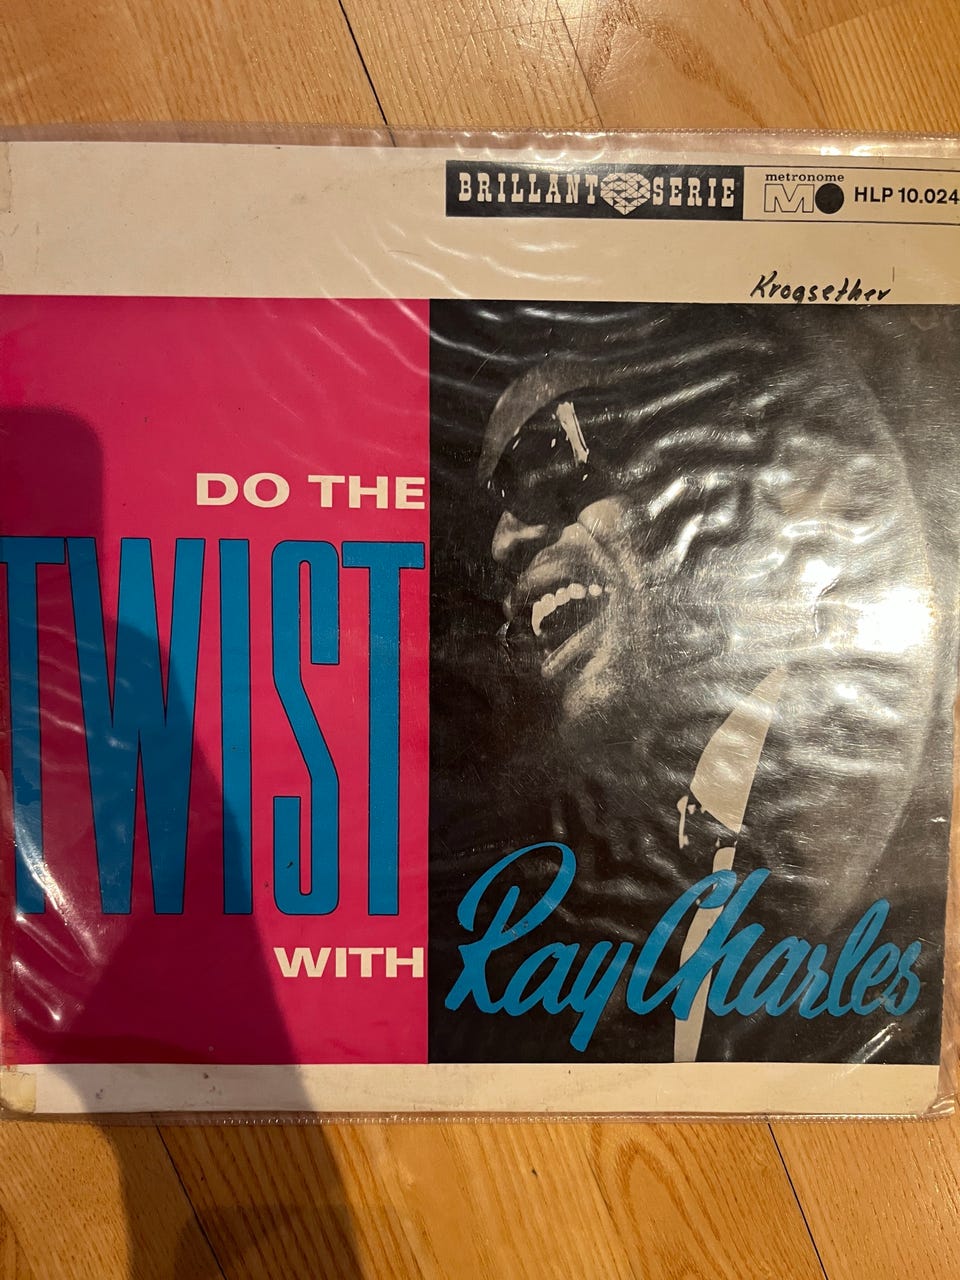 BRILLANT SERIE metronome HLP 10.024
Krogsether
DO THE
TWIST
WITH
Ray Charles